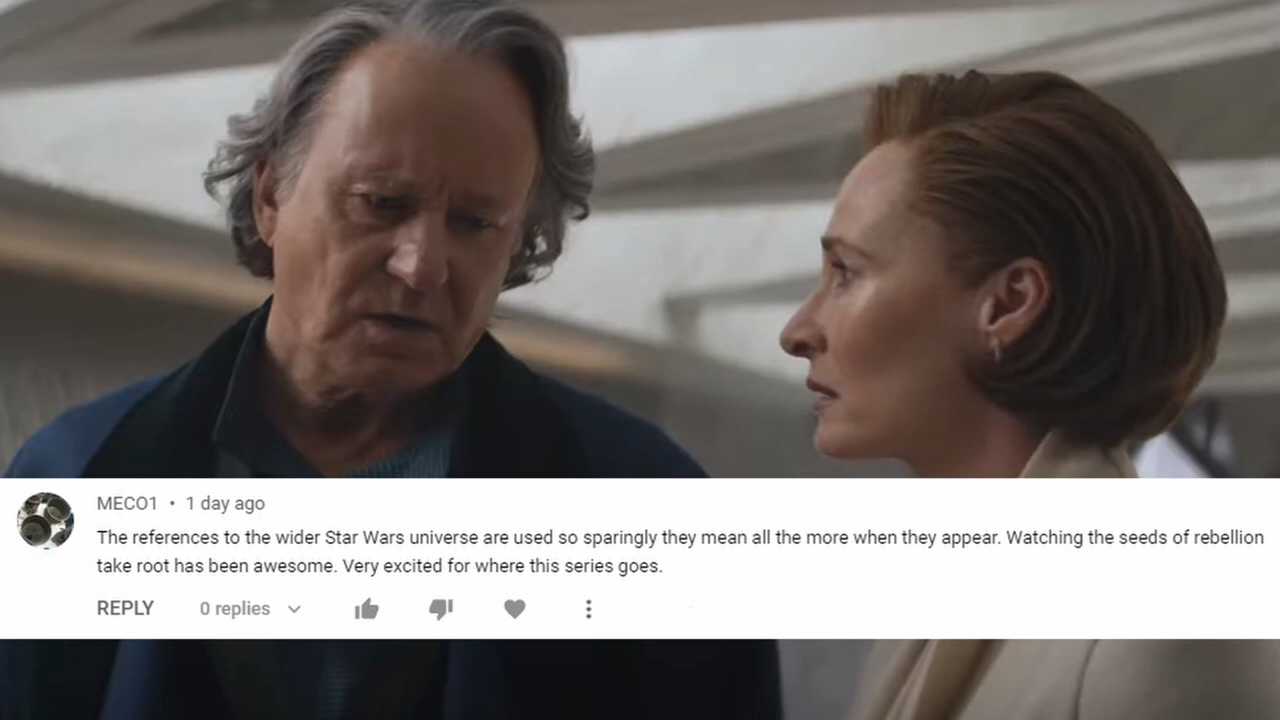 MECO1 • 1 day ago
The references to the wider Star Wars universe are used so sparingly they mean all the more when they appear. Watching the seeds of rebellion
take root has been awesome. Very excited for where this series goes.
REPLY 0 replies